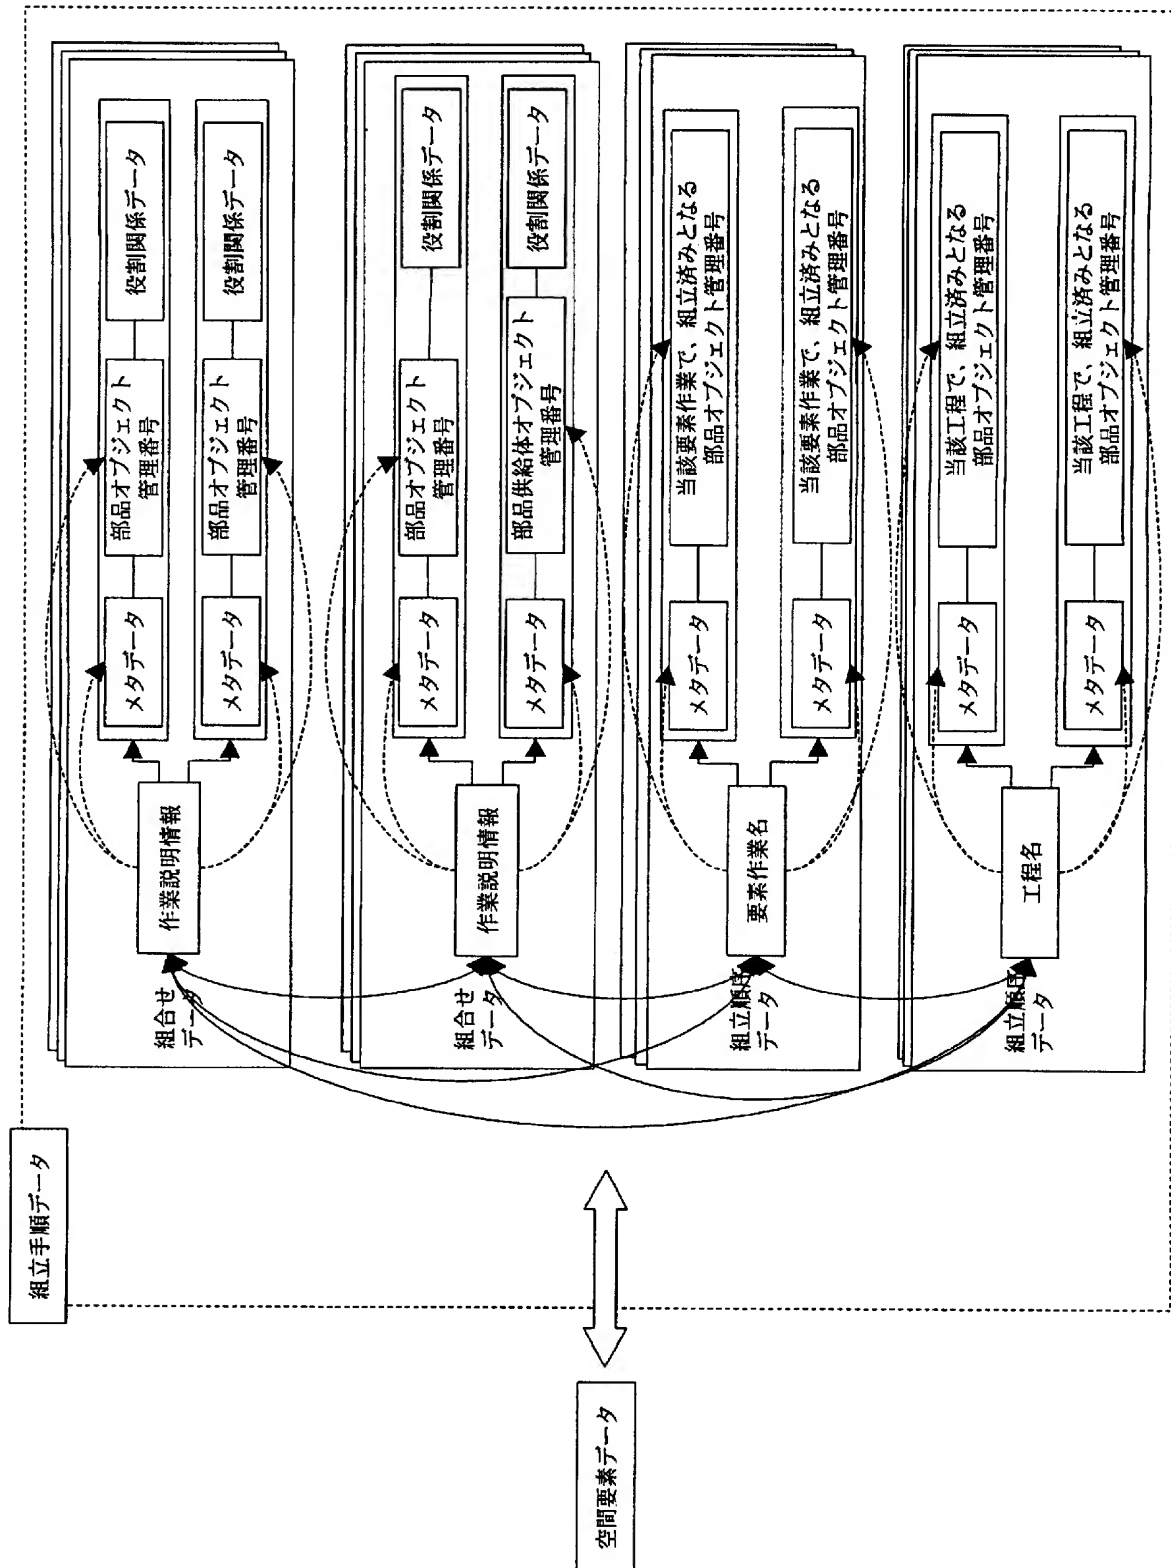 組立手順データ
空間要素データ
組合せ
データ
作業説明情報
メタデータ
部品オブジェクト
管理番号
役割関係データ
メタデータ
部品オブジェクト
管理番号
役割関係データ
組合せ
データ
作業説明情報
メタデータ
部品オブジェクト
管理番号
役割関係データ
メタデータ
部品供給体オブジェクト
管理番号
役割関係データ
組立順序
データ
要素作業名
メタデータ
当該要素作業で、組立済みとなる
部品オブジェクト管理番号
メタデータ
当該要素作業で、組立済みとなる
部品オブジェクト管理番号
組立順序
データ
工程名
メタデータ
当該工程で、組立済みとなる
部品オブジェクト管理番号
メタデータ
当該工程で、組立済みとなる
部品オブジェクト管理番号